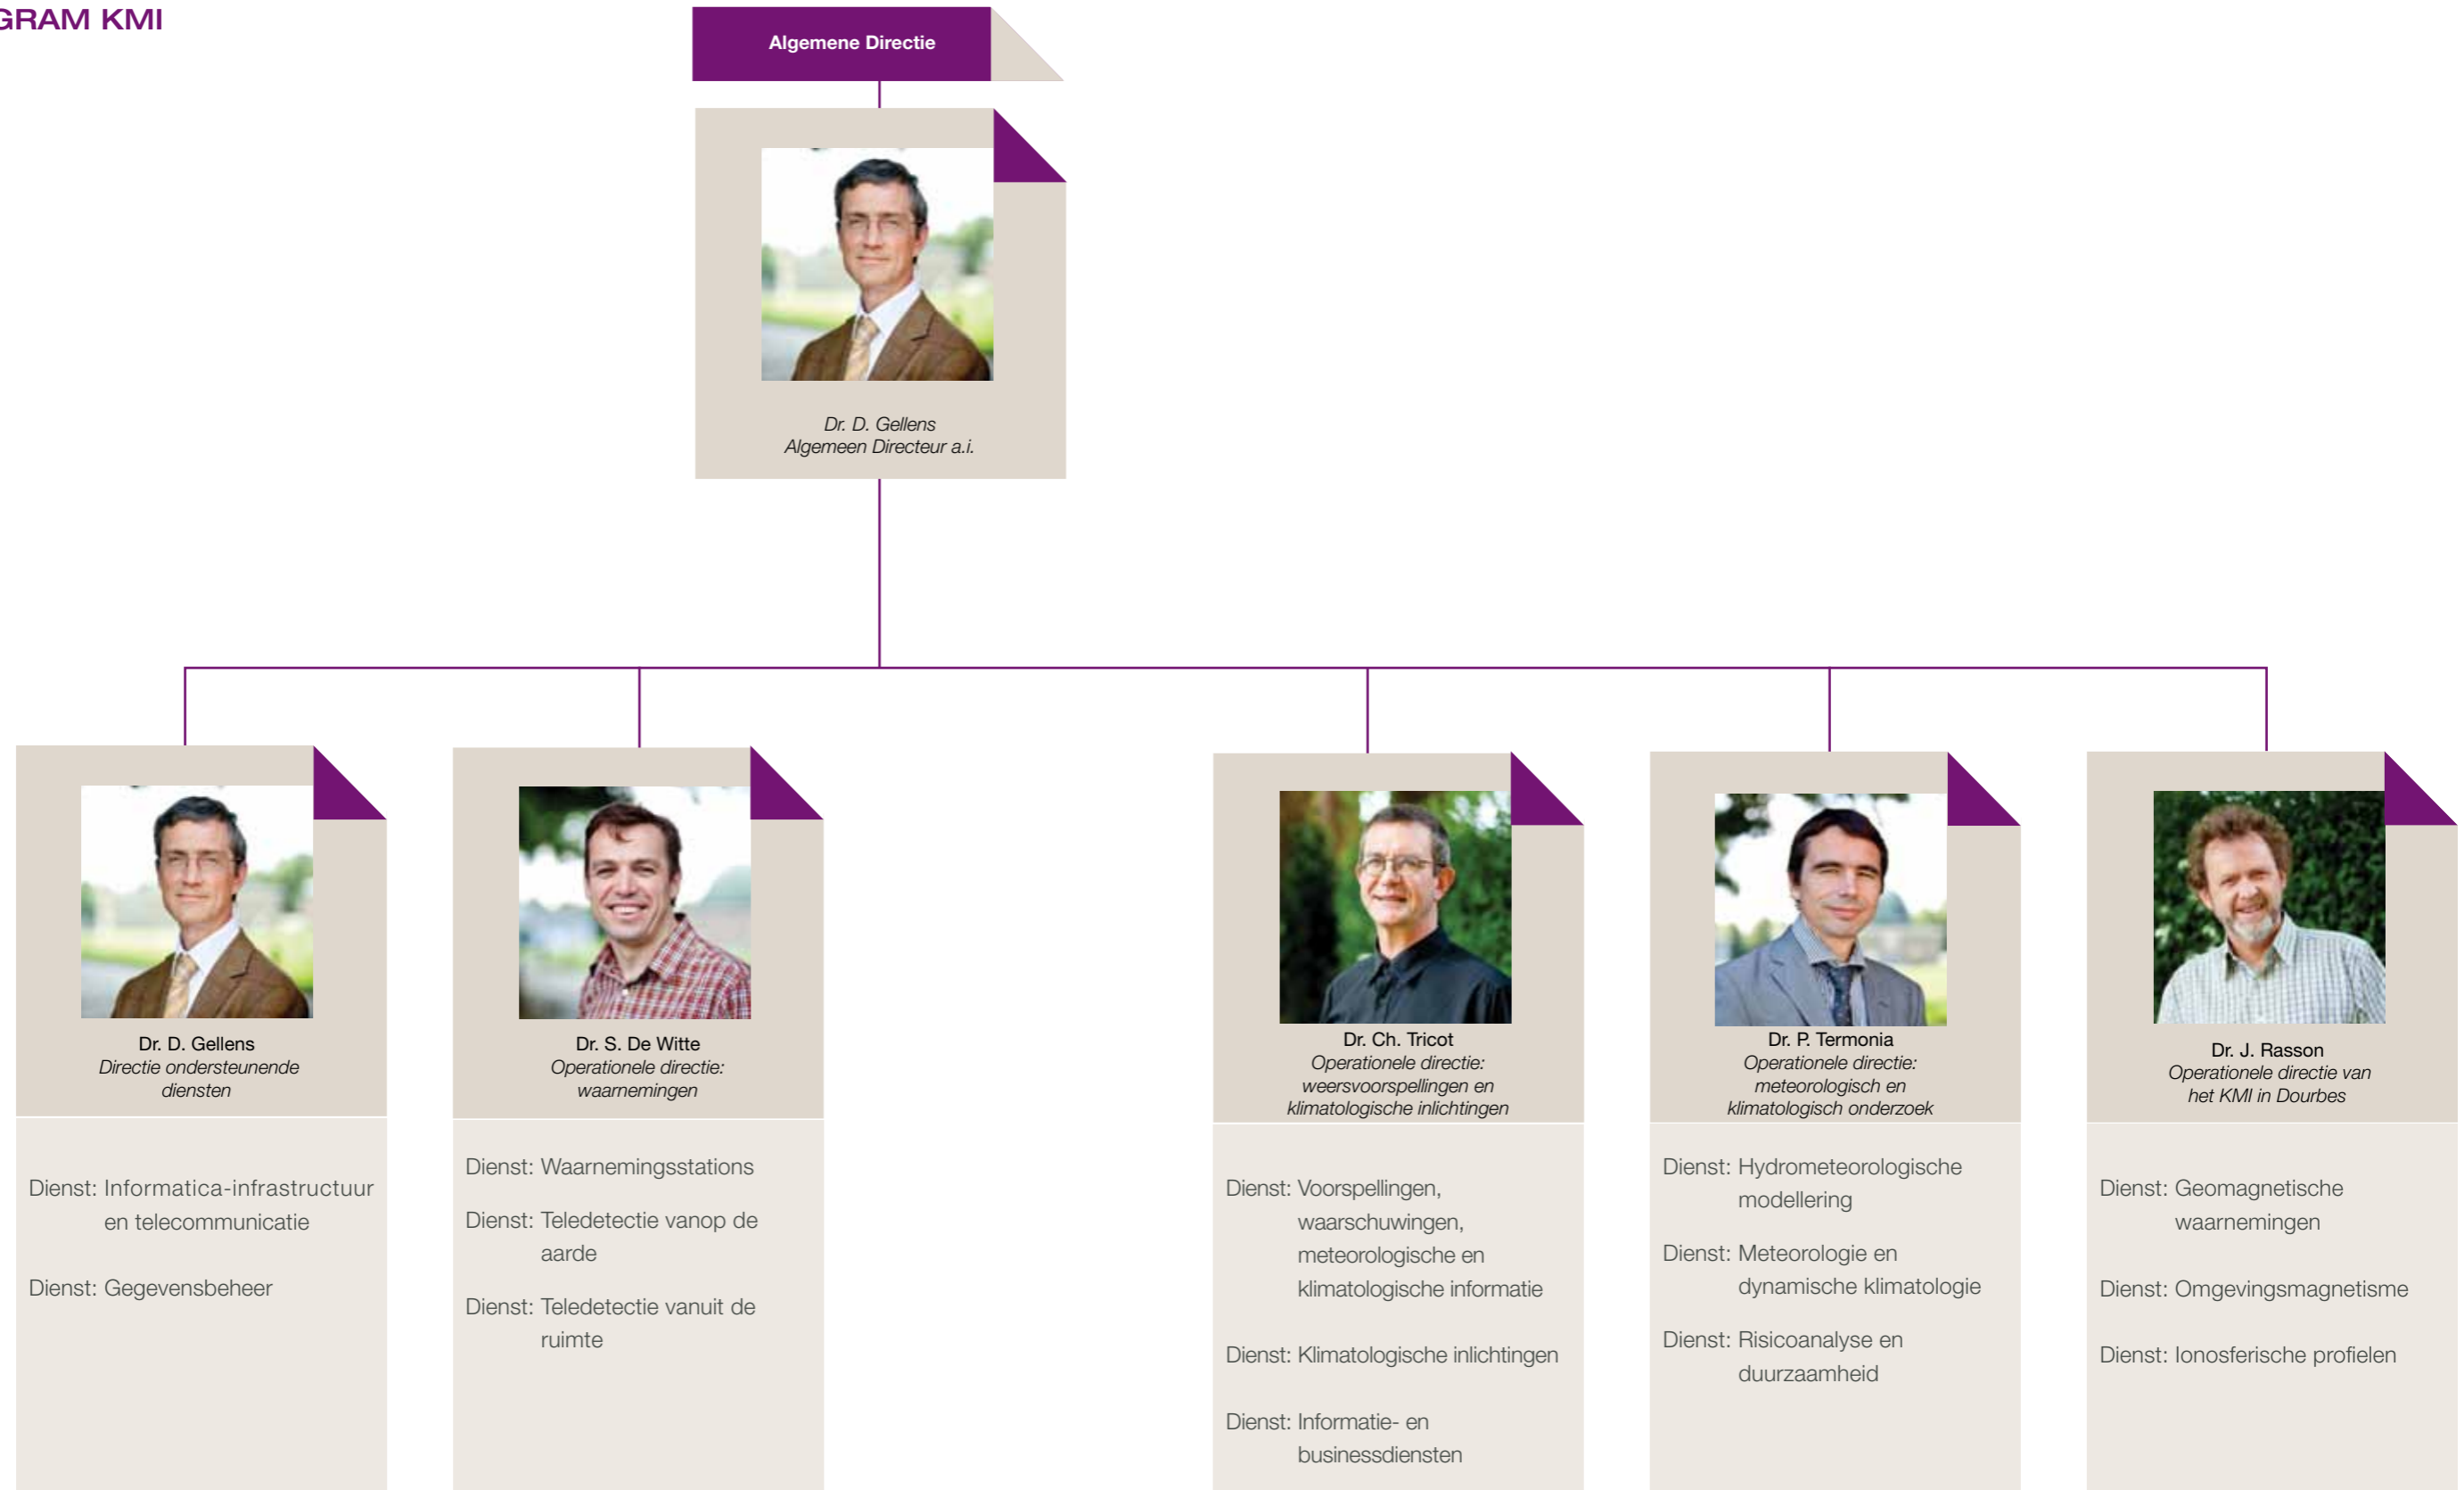 GRAM KMI
Algemene Directie
Dr. D. Gellens
Algemeen Directeur a.i.
Dr. D. Gellens
Directie ondersteunende
diensten
Dienst: Informatica-infrastructuur
en telecommunicatie
Dienst: Gegevensbeheer
Dr. S. De Witte
Operationele directie:
waarnemingen
Dienst: Waarnemingsstations
Dienst: Teledetectie vanop de
aarde
Dienst: Teledetectie vanuit de
ruimte
Dr. Ch. Tricot
Operationele directie:
weersvoorspellingen en
klimatologische inlichtingen
Dienst: Voorspellingen,
waarschuwingen,
meteorologische en
klimatologische informatie
Dienst: Klimatologische inlichtingen
Dienst: Informatie- en
businessdiensten
Dr. P. Termonia
Operationele directie:
meteorologisch en
klimatologisch onderzoek
Dienst: Hydrometeorologische
modellering
Dienst: Meteorologie en
dynamische klimatologie
Dienst: Risicoanalyse en
duurzaamheid
Dr. J. Rasson
Operationele directie van
het KMI in Dourbes
Dienst: Geomagnetische
waarnemingen
Dienst: Omgevingsmagnetisme
Dienst: Ionosferische profielen